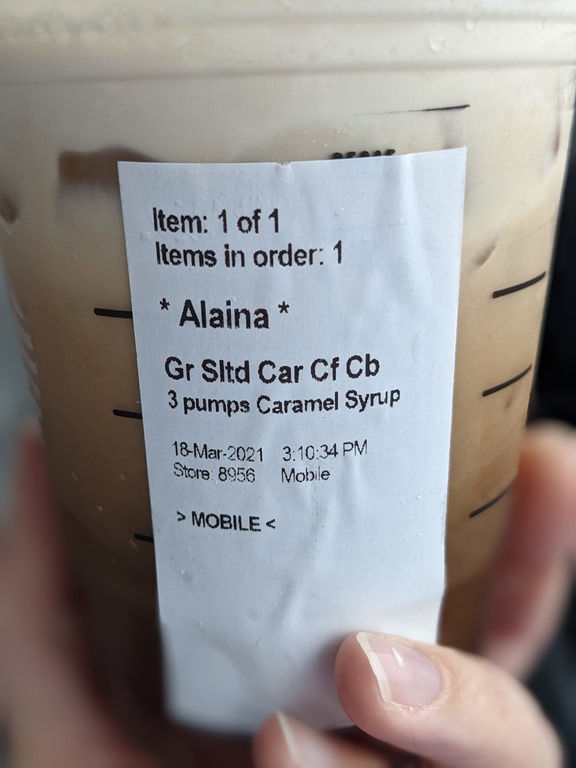 Item: 1 of 1
Items in order: 1
* Alaina *
Gr Sltd Car Cf Cb
3 pumps Caramel Syrup
18-Mar-2021 3:10:34 PM
Store: 8956 Mobile
> MOBILE <